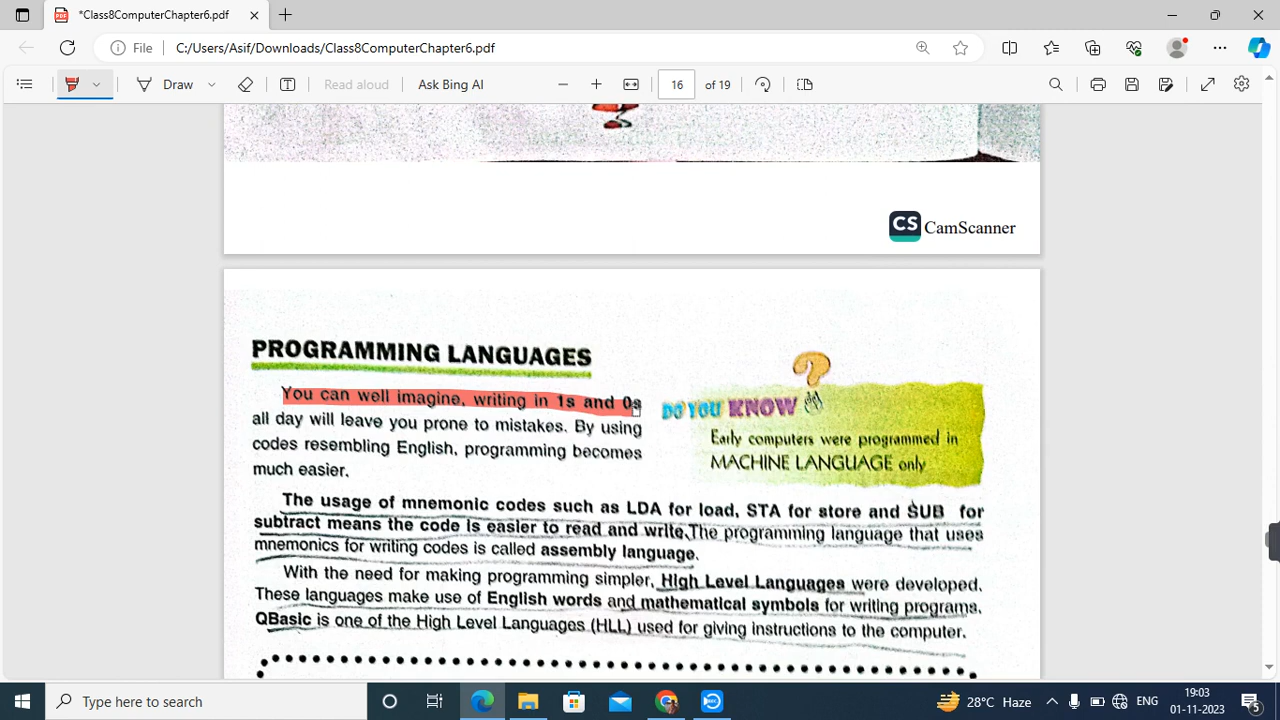 *Class8ComputerChapter6.pdf
File C:/Users/Asif/Downloads/Class8ComputerChapter6.pdf
Draw Read aloud Ask Bing AI 16 of 19
CS CamScanner
PROGRAMMING LANGUAGES
You can well imagine, writing in 1s and 0s
all day will leave you prone to mistakes. By using
codes resembling English, programming becomes
much easier.
?
DO YOU KNOW
Early computers were programmed in
MACHINE LANGUAGE only
The usage of mnemonic codes such as LDA for load, STA for store and SUB for
subtract means the code is easier to read and write. The programming language that uses
mnemonics for writing codes is called assembly language.
With the need for making programming simpler, High Level Languages were developed.
These languages make use of English words and mathematical symbols for writing programs.
QBasic is one of the High Level Languages (HLL) used for giving instructions to the computer.
Type here to search
28°C Haze
ENG
19:03
01-11-2023
5